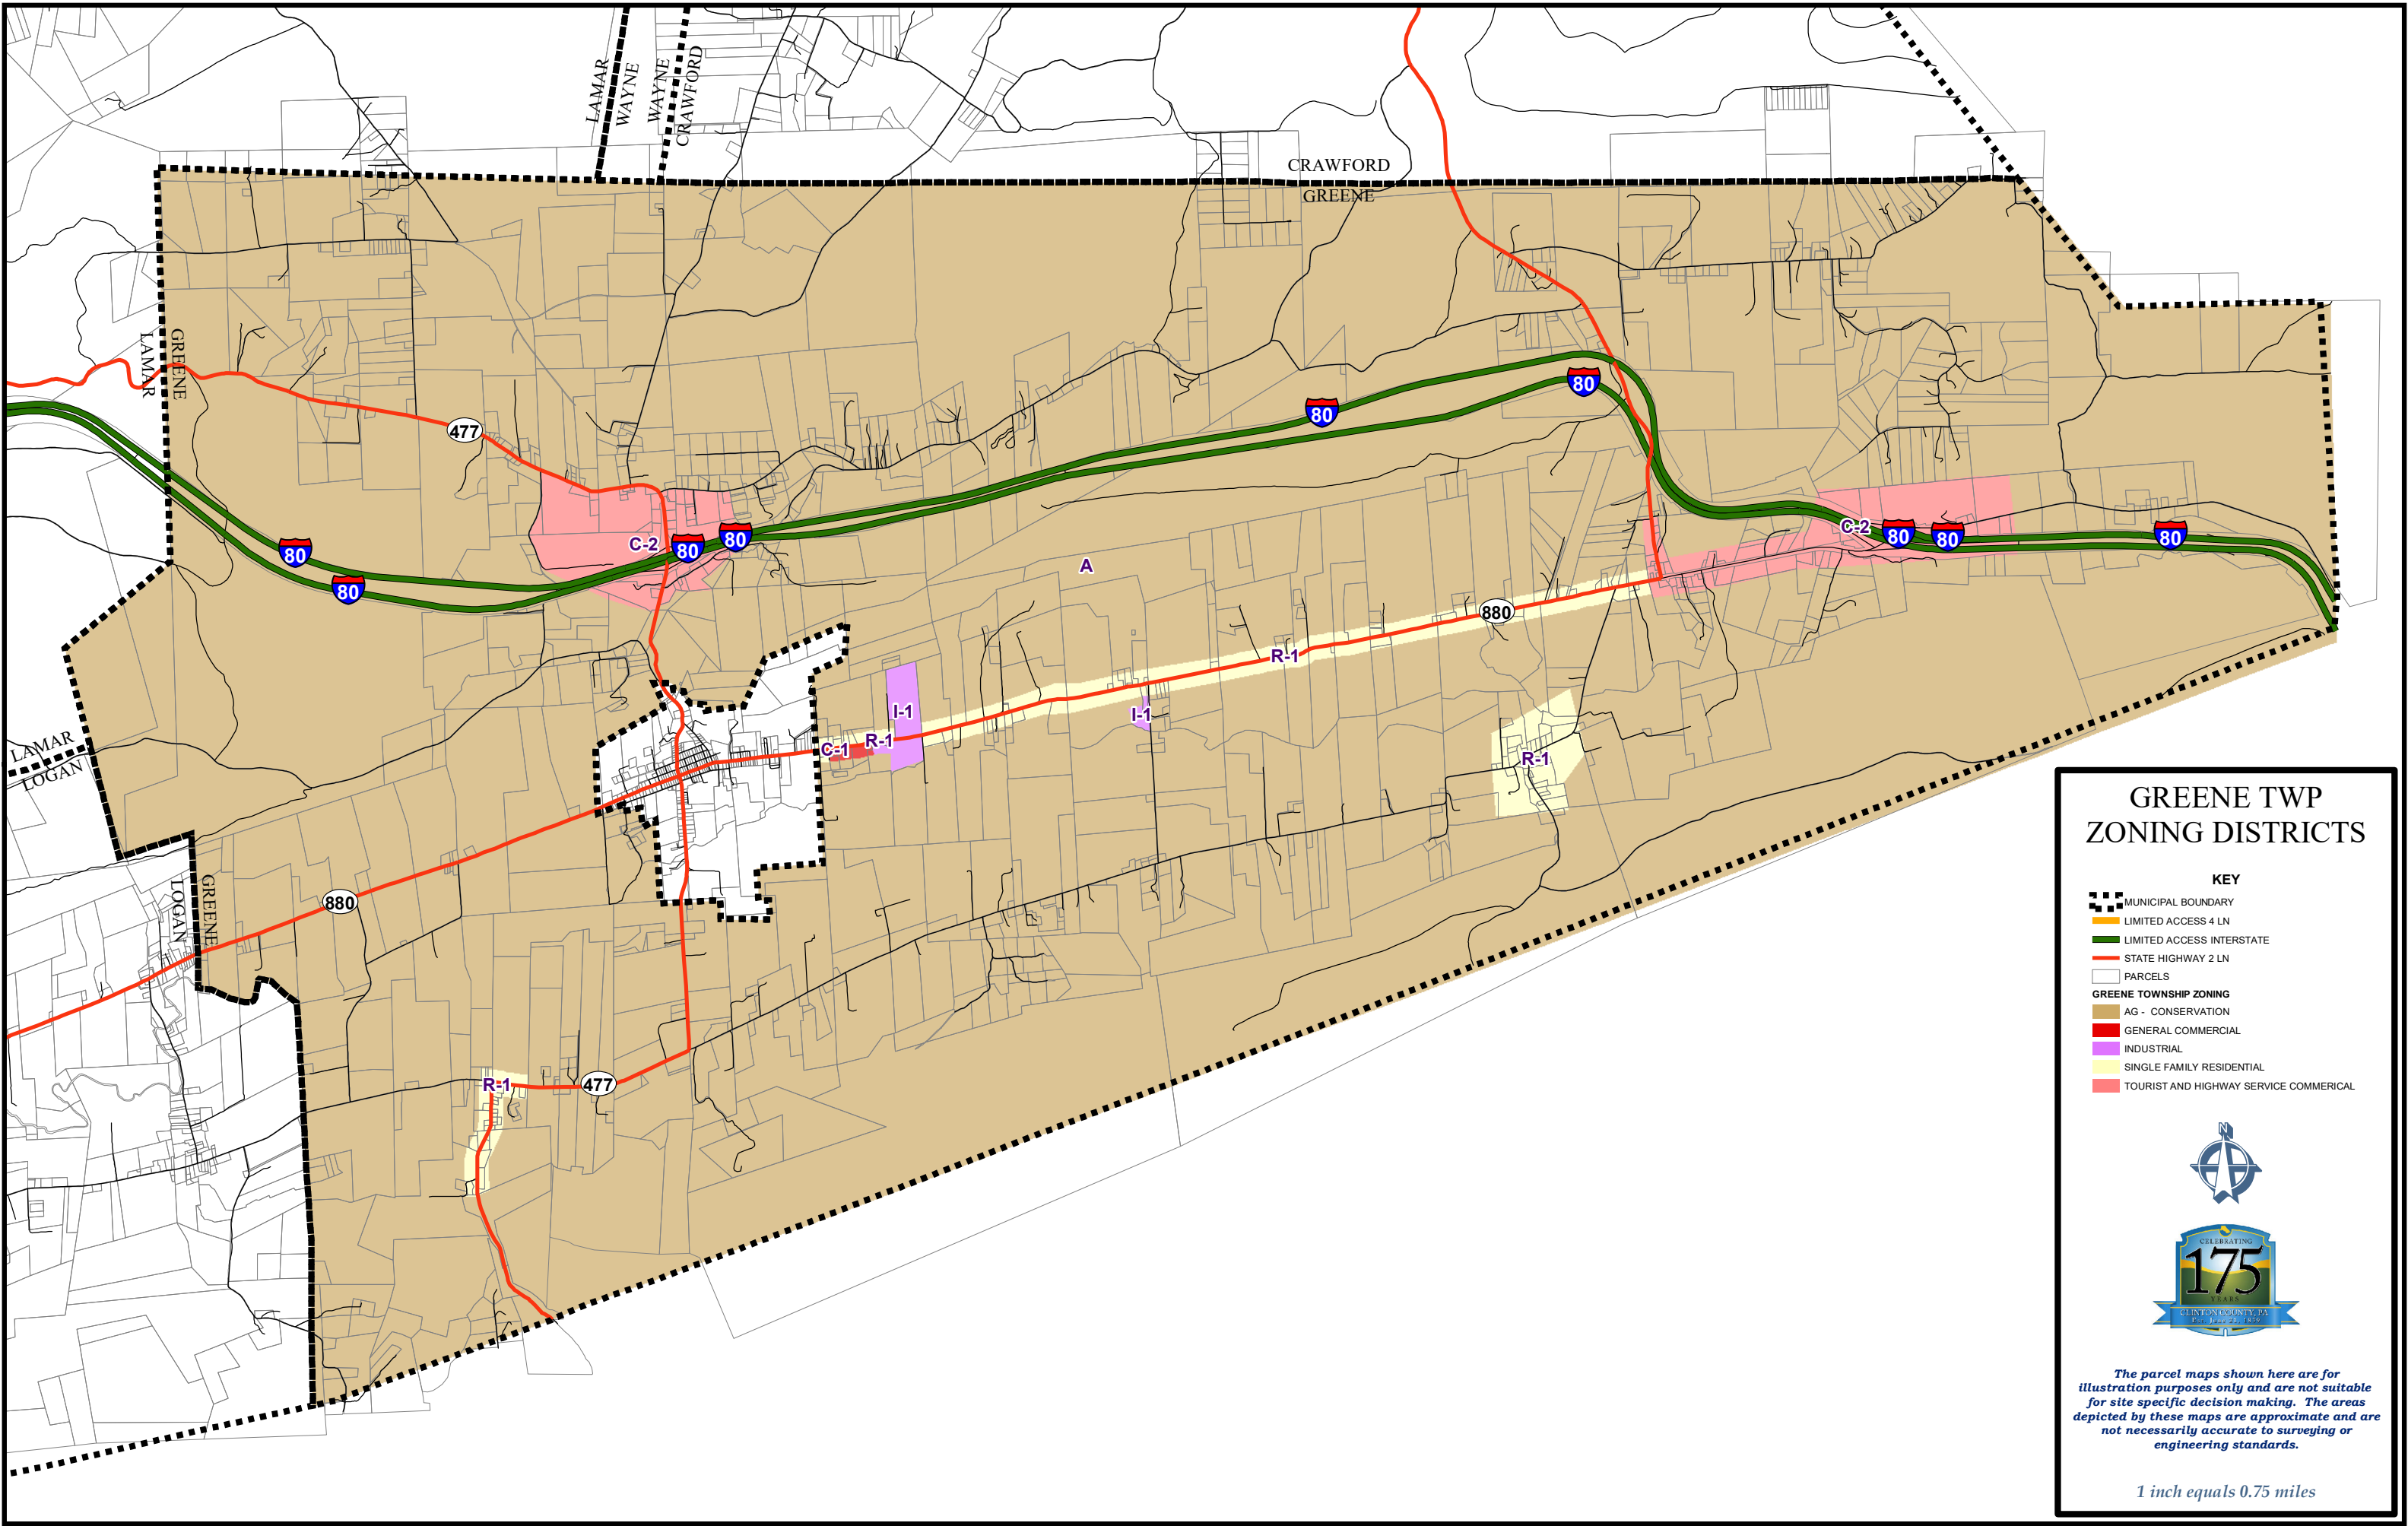 LAMAR
WAYNE
WAYNE
CRAWFORD
CRAWFORD
GREENE
LAMAR
GREENE
477
80
80
80
80
C-2
80
80
C-2
80
80
80
A
880
R-1
I-1
I-1
C-1
R-1
R-1
LAMAR
LOGAN
LOGAN
GREENE
880
R-1
477
GREENE TWP
ZONING DISTRICTS
KEY
MUNICIPAL BOUNDARY
LIMITED ACCESS 4 LN
LIMITED ACCESS INTERSTATE
STATE HIGHWAY 2 LN
PARCELS
GREENE TOWNSHIP ZONING
AG - CONSERVATION
GENERAL COMMERCIAL
INDUSTRIAL
SINGLE FAMILY RESIDENTIAL
TOURIST AND HIGHWAY SERVICE COMMERICAL
N
CELEBRATING
175
YEARS
CLINTON COUNTY, PA
Est. June 21, 1839
The parcel maps shown here are for
illustration purposes only and are not suitable
for site specific decision making. The areas
depicted by these maps are approximate and are
not necessarily accurate to surveying or
engineering standards.
1 inch equals 0.75 miles